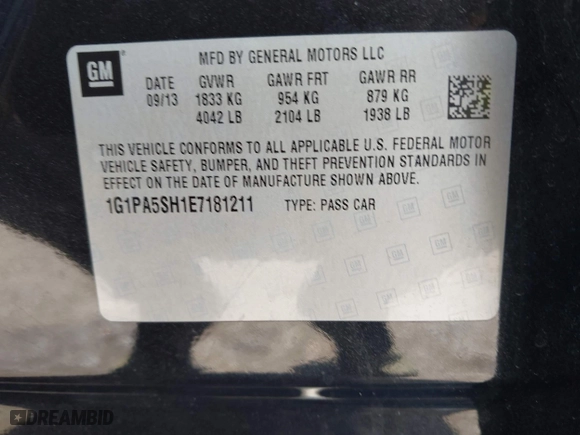 GM
MFD BY GENERAL MOTORS LLC
DATE GVWR GAWR FRT GAWR RR
09/13 1833 KG 954 KG 879 KG
4042 LB 2104 LB 1938 LB
THIS VEHICLE CONFORMS TO ALL APPLICABLE U.S. FEDERAL MOTOR
VEHICLE SAFETY, BUMPER, AND THEFT PREVENTION STANDARDS IN
EFFECT ON THE DATE OF MANUFACTURE SHOWN ABOVE.
1G1PA5SH1E7181211 TYPE: PASS CAR
DREAMBID